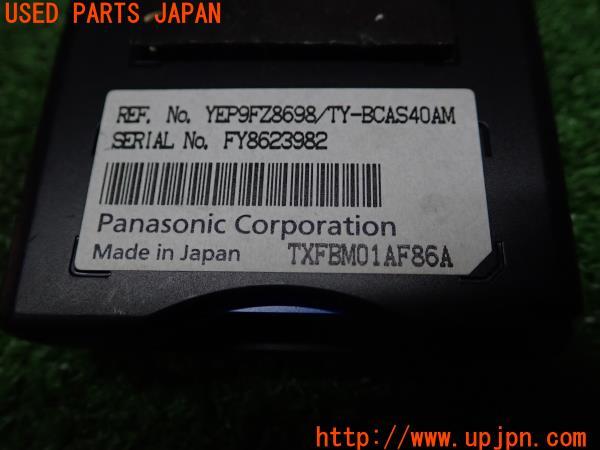 USED PARTS JAPAN
REF. No. YEP9FZ8698/TY-BCAS40AM
SERIAL No. FY8623982
Panasonic Corporation
Made in Japan TXFBM01AF86A
http://www.upjpn.com